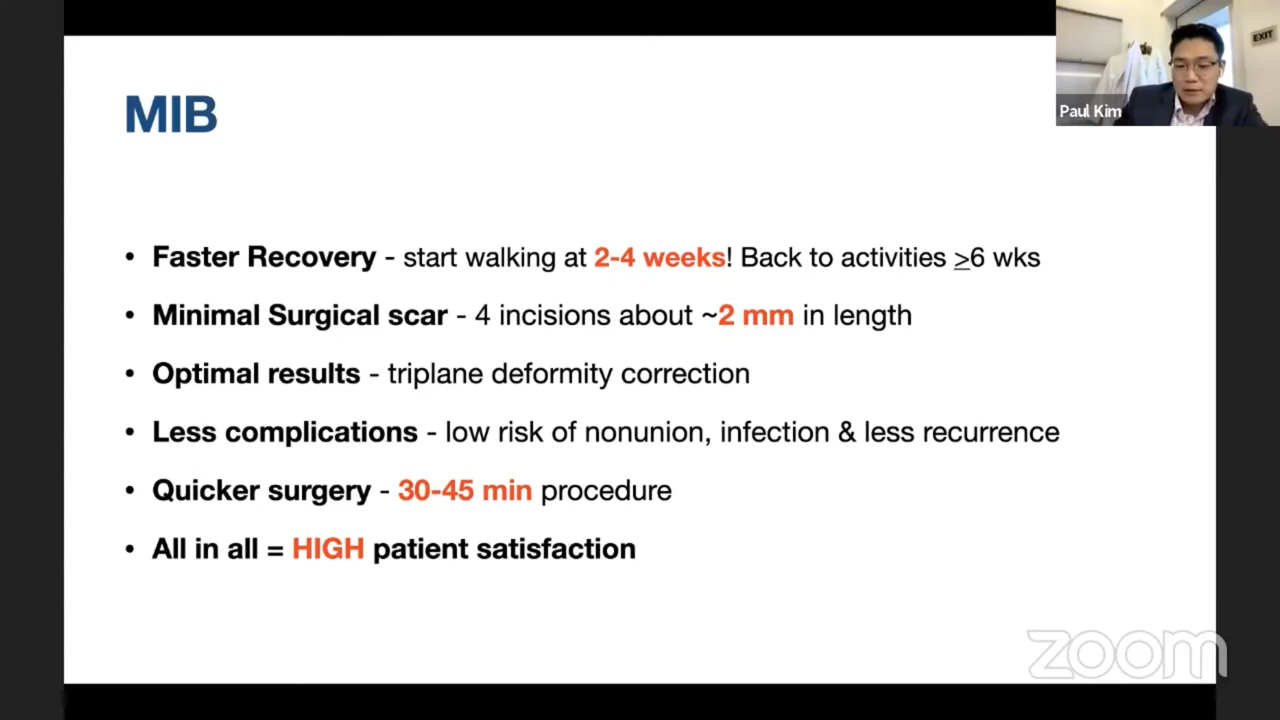 EXIT
Paul Kim
MIB
• Faster Recovery - start walking at 2-4 weeks! Back to activities ≥6 wks
• Minimal Surgical scar - 4 incisions about ~2 mm in length
• Optimal results - triplane deformity correction
• Less complications - low risk of nonunion, infection & less recurrence
• Quicker surgery - 30-45 min procedure
• All in all = HIGH patient satisfaction
zoom